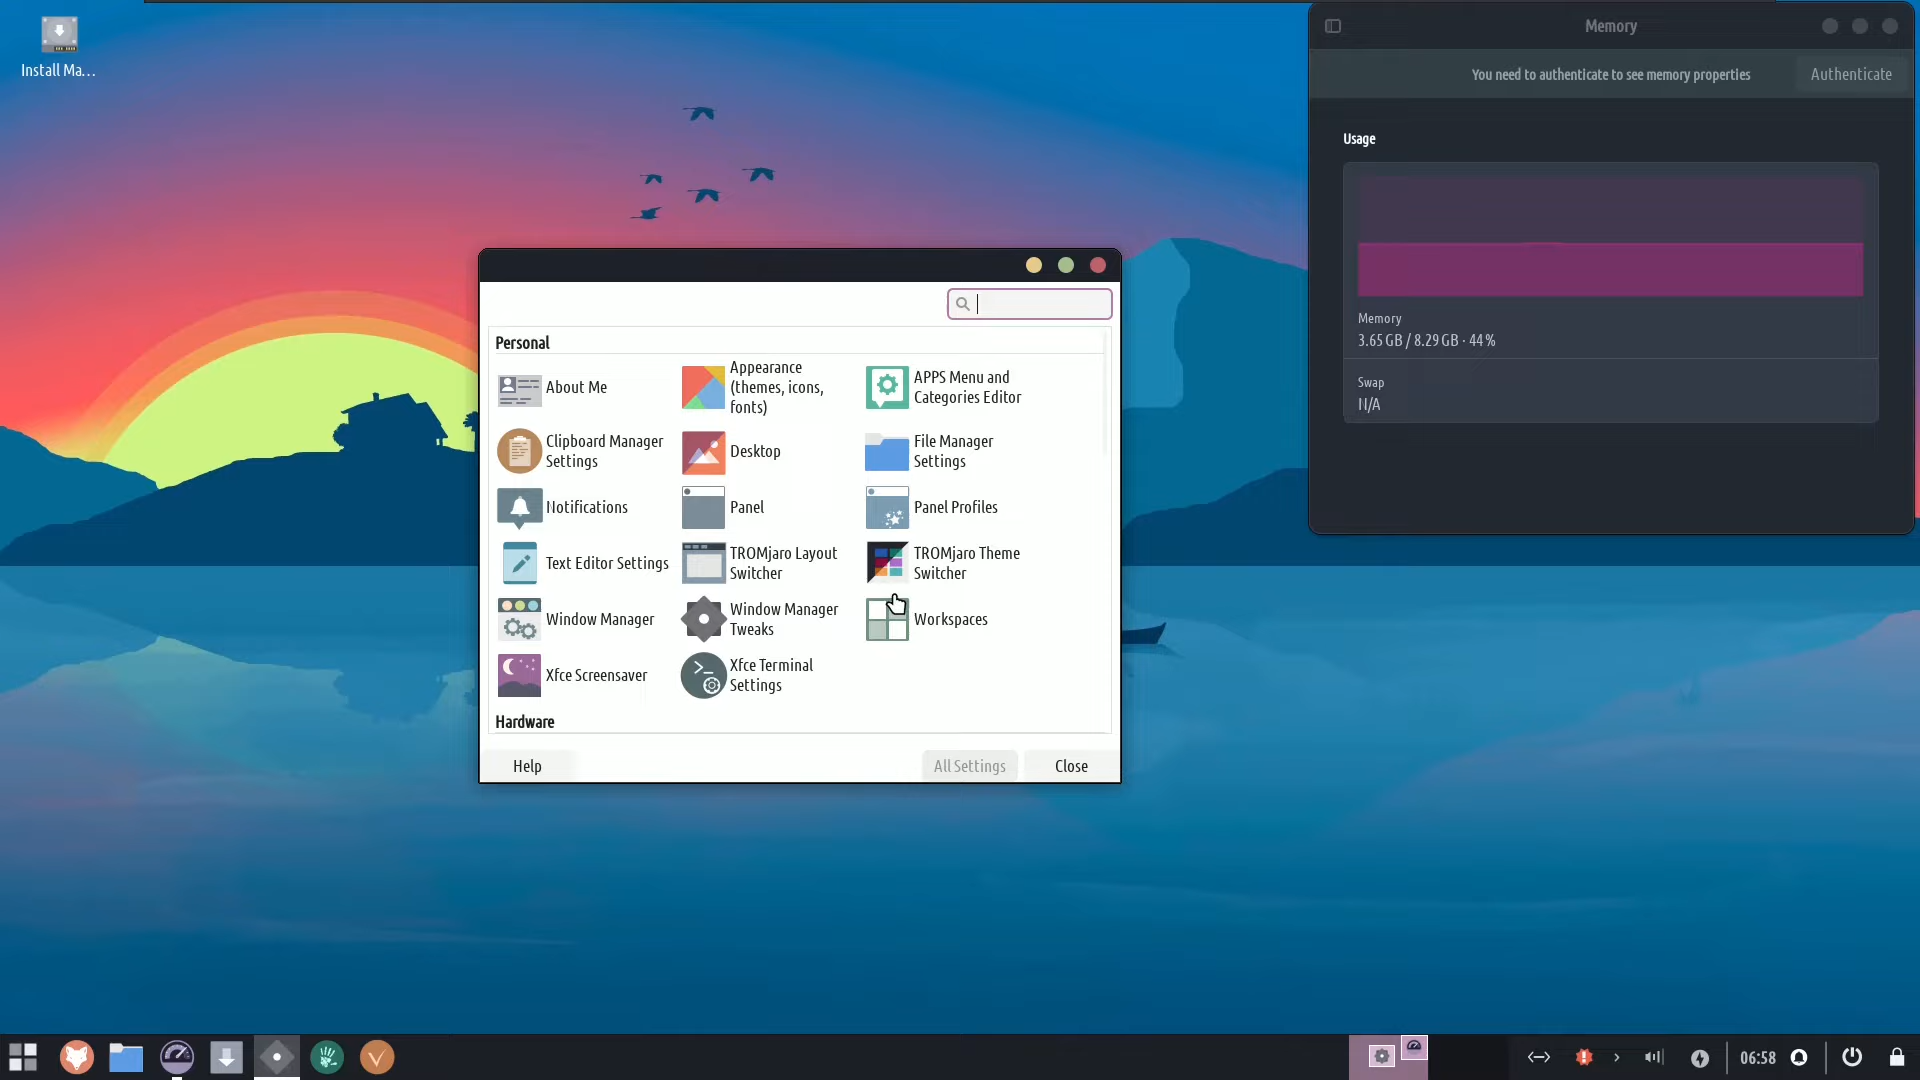 Install Ma...
Memory
You need to authenticate to see memory properties
Authenticate
Usage
Memory
3.65 GB / 8.29 GB · 44 %
Swap
N/A
Personal
About Me
Appearance
(themes, icons,
fonts)
APPS Menu and
Categories Editor
Clipboard Manager
Settings
Desktop
File Manager
Settings
Notifications
Panel
Panel Profiles
Text Editor Settings
TROMjaro Layout
Switcher
TROMjaro Theme
Switcher
Window Manager
Window Manager
Tweaks
Workspaces
Xfce Screensaver
Xfce Terminal
Settings
Hardware
Help
All Settings
Close
06:58